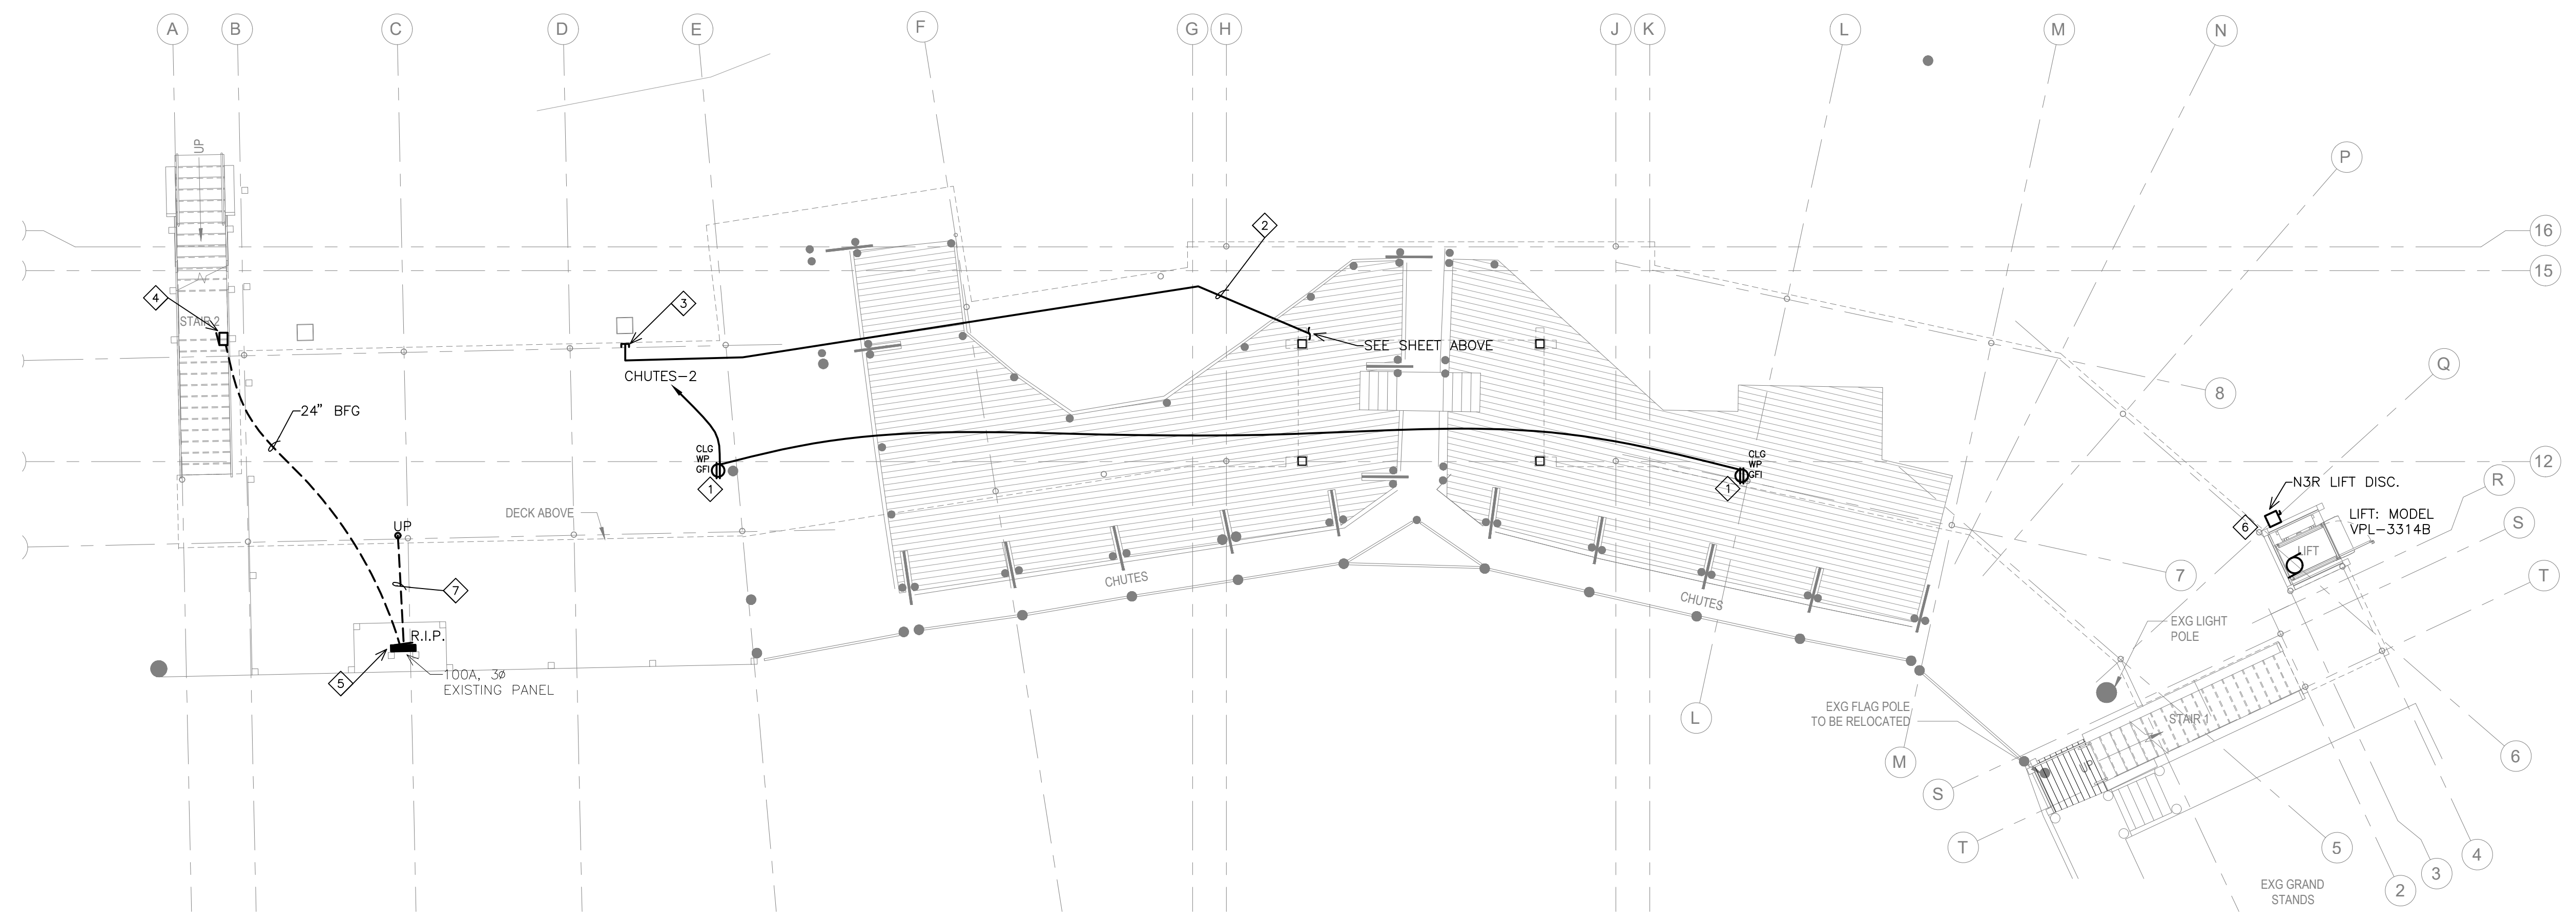 A
B
C
D
E
F
G
H
J
K
L
M
N
P
UP
16
15
2
4
3
STAIR 2
SEE SHEET ABOVE
CHUTES-2
Q
8
24" BFG
CLG
WP
GFI
1
CLG
WP
GFI
1
12
R
N3R LIFT DISC.
6
LIFT: MODEL
VPL-3314B
LIFT
S
DECK ABOVE
UP
7
CHUTES
CHUTES
7
T
R.I.P.
5
100A, 3Ø
EXISTING PANEL
EXG LIGHT
POLE
L
EXG FLAG POLE
TO BE RELOCATED
STAIR 1
UP
M
6
S
T
5
4
3
2
EXG GRAND
STANDS